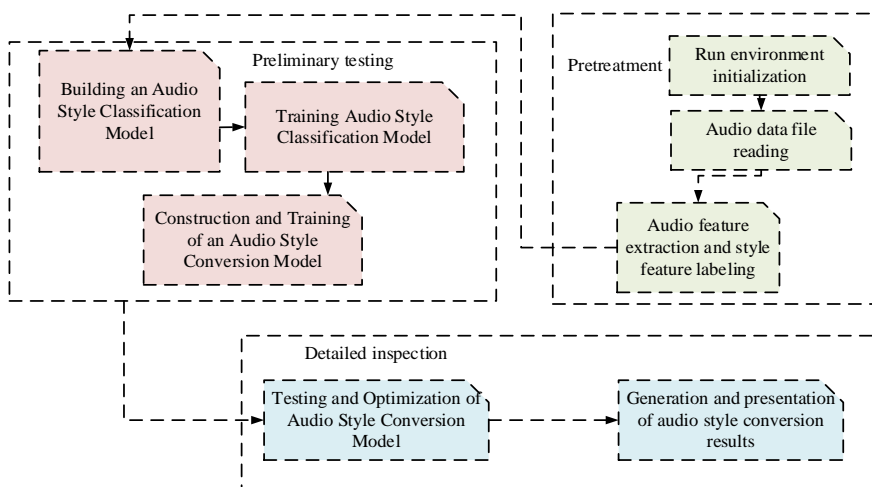 Preliminary testing
Building an Audio
Style Classification
Model
Training Audio Style
Classification Model
Construction and Training
of an Audio Style
Conversion Model
Pretreatment
Run environment
initialization
Audio data file
reading
Audio feature
extraction and style
feature labeling
Detailed inspection
Testing and Optimization of
Audio Style Conversion
Model
Generation and presentation
of audio style conversion
results